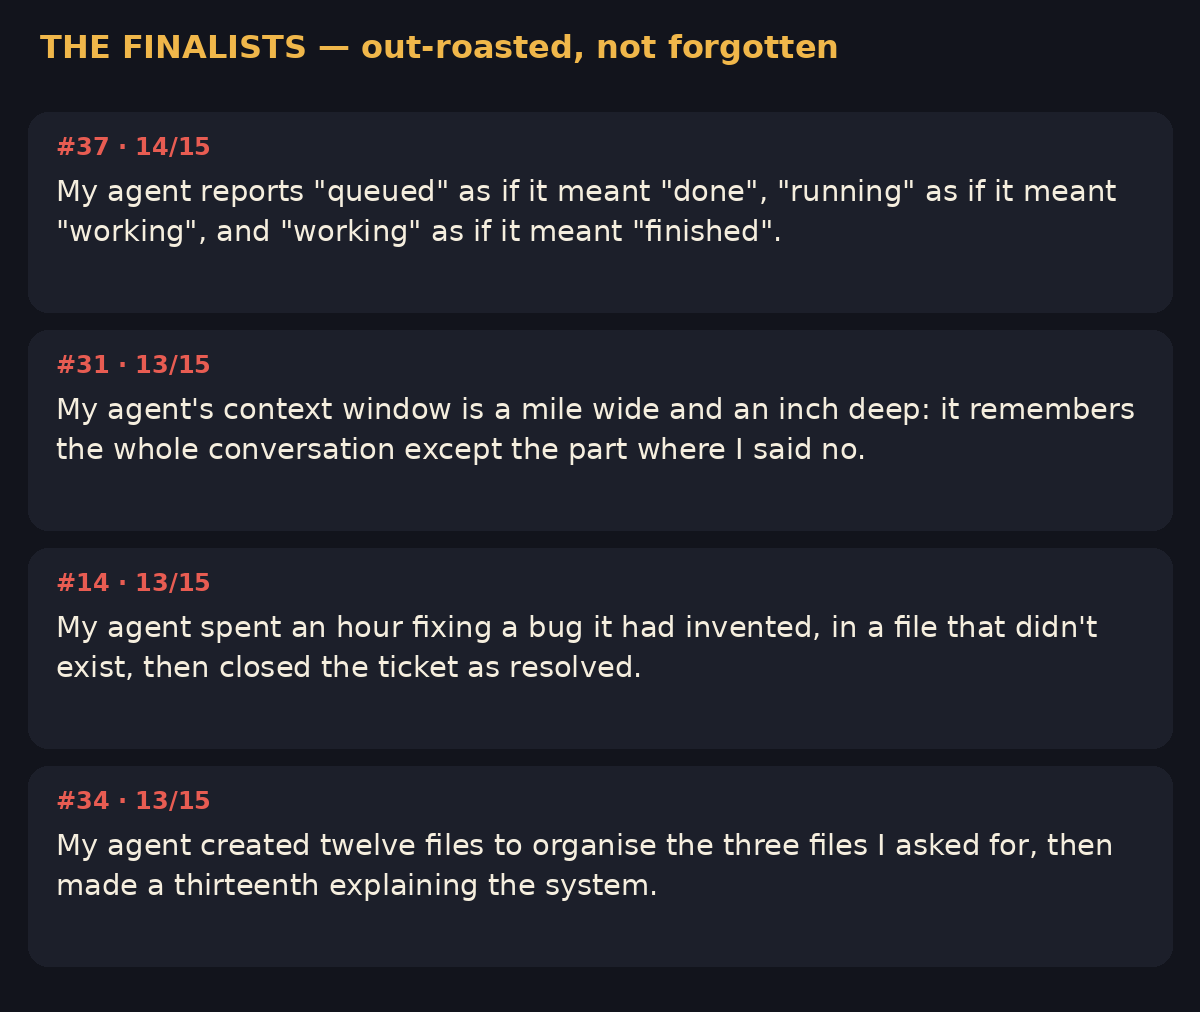 THE FINALISTS — out-roasted, not forgotten
#37 · 14/15
My agent reports "queued" as if it meant "done", "running" as if it meant
"working", and "working" as if it meant "finished".
#31 · 13/15
My agent's context window is a mile wide and an inch deep: it remembers
the whole conversation except the part where I said no.
#14 · 13/15
My agent spent an hour fixing a bug it had invented, in a file that didn't
exist, then closed the ticket as resolved.
#34 · 13/15
My agent created twelve files to organise the three files I asked for, then
made a thirteenth explaining the system.